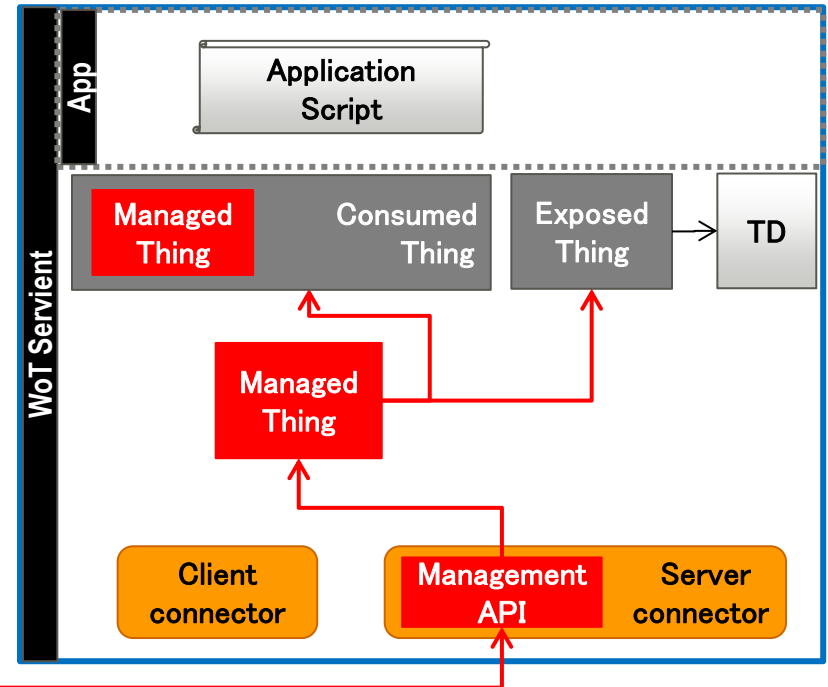 WoT Servient
App
Application
Script
Managed
Thing
Consumed
Thing
Exposed
Thing
TD
Managed
Thing
Client
connector
Management
API
Server
connector